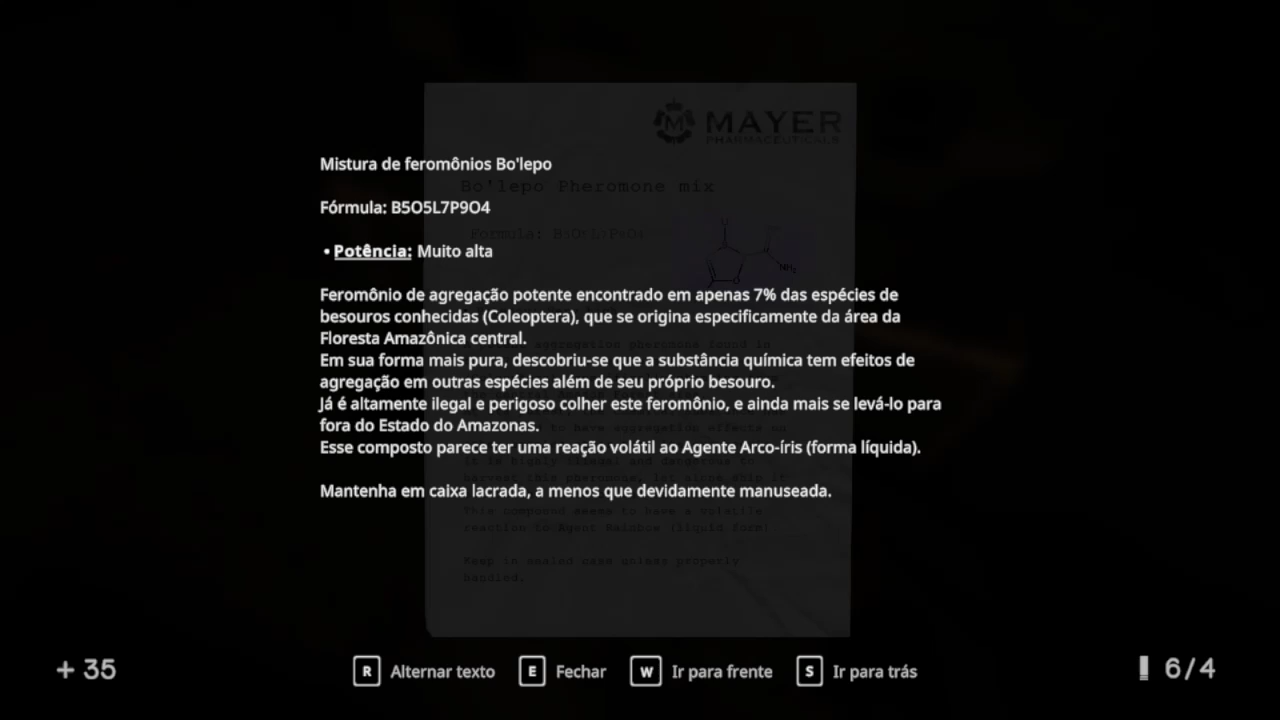 MAYER
PHARMACEUTICALS
Mistura de feromônios Bo'lepo
Bo'lepo Pheromone mix
Fórmula: B5O5L7P9O4
Formula: B5O5L7P9O4
• Potência: Muito alta
NH₂
Feromônio de agregação potente encontrado em apenas 7% das espécies de
besouros conhecidas (Coleoptera), que se origina especificamente da área da
Floresta Amazônica central.
Em sua forma mais pura, descobriu-se que a substância química tem efeitos de
agregação em outras espécies além de seu próprio besouro.
Já é altamente ilegal e perigoso colher este feromônio, e ainda mais se levá-lo para
fora do Estado do Amazonas.
Esse composto parece ter uma reação volátil ao Agente Arco-íris (forma líquida).
Mantenha em caixa lacrada, a menos que devidamente manuseada.
reaction to Agent Rainbow (liquid form)
Keep in sealed case unless properly
handled.
+ 35
R Alternar texto E Fechar W Ir para frente S Ir para trás
6/4